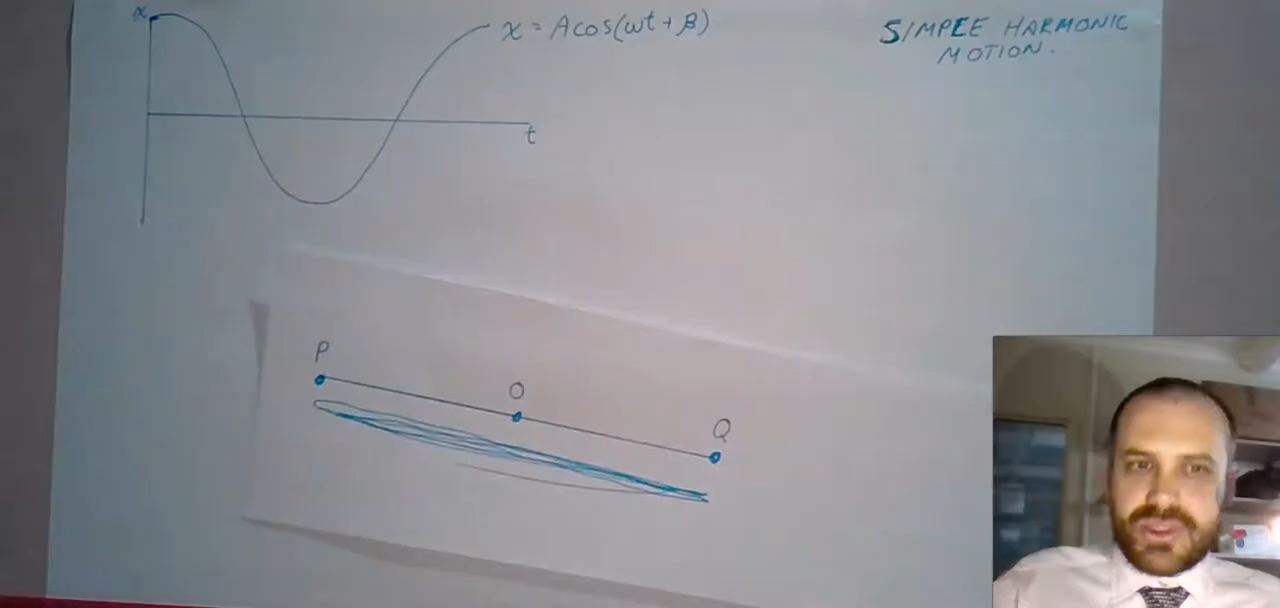 x
x = Acos(ωt + β)
t
SIMPLE HARMONIC
MOTION.
P
O
Q